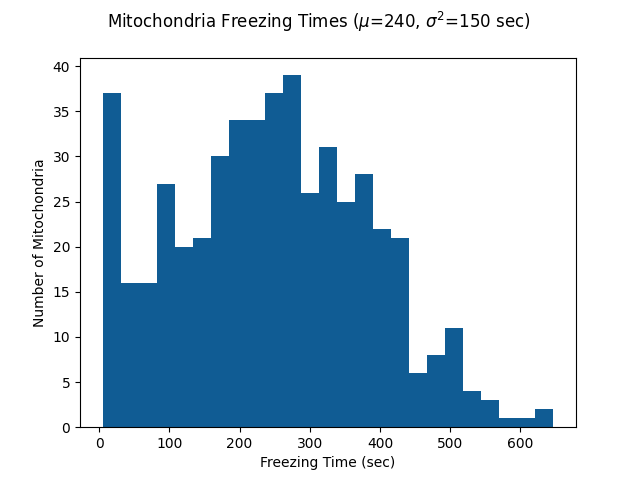 Mitochondria Freezing Times (μ=240, σ²=150 sec)
40
35
30
25
20
15
10
5
0
Number of Mitochondria
0 100 200 300 400 500 600
Freezing Time (sec)